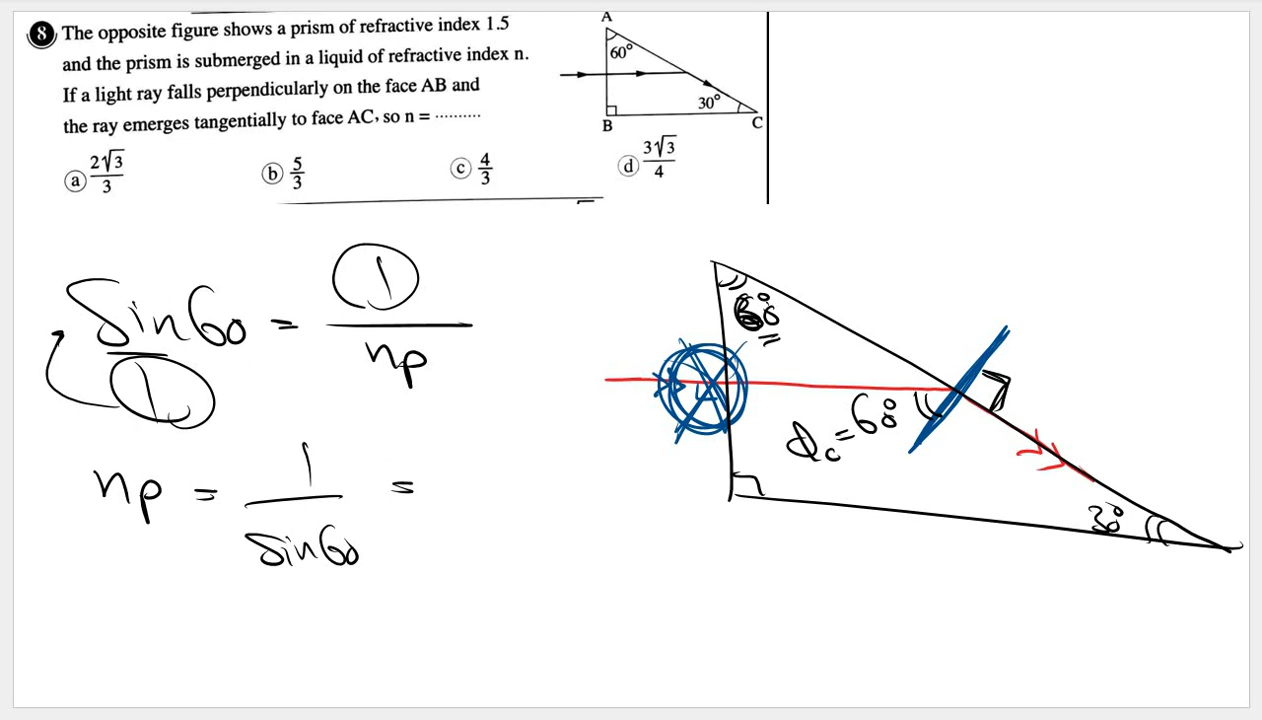 8 The opposite figure shows a prism of refractive index 1.5
and the prism is submerged in a liquid of refractive index n.
If a light ray falls perpendicularly on the face AB and
the ray emerges tangentially to face AC, so n = ..........
a 2√3/3
b 5/3
c 4/3
d 3√3/4
A
60°
30°
B
C
sin60 = 1/np
1
np = 1/sin60 =
60°
=
ϕc = 60°
30°